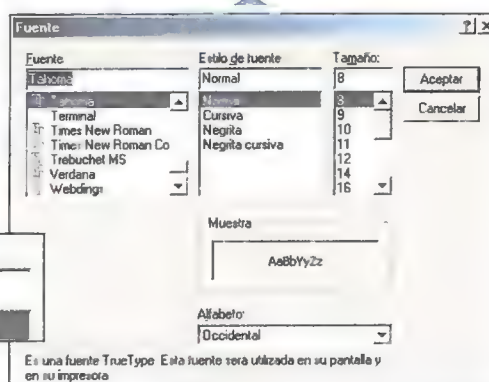 Fuente
Fuente
Estilo de fuente
Tamaño:
Tahoma
Normal
8
Aceptar
Cancelar
Tahoma
Terminal
Times New Roman
Times New Roman Co
Trebuchet MS
Verdana
Webdings
Normal
Cursiva
Negrita
Negrita cursiva
8
9
10
11
12
14
16
Muestra
AaBbYyZz
Alfabeto:
Occidental
Es una fuente TrueType. Esta fuente será utilizada en su pantalla y
en su impresora